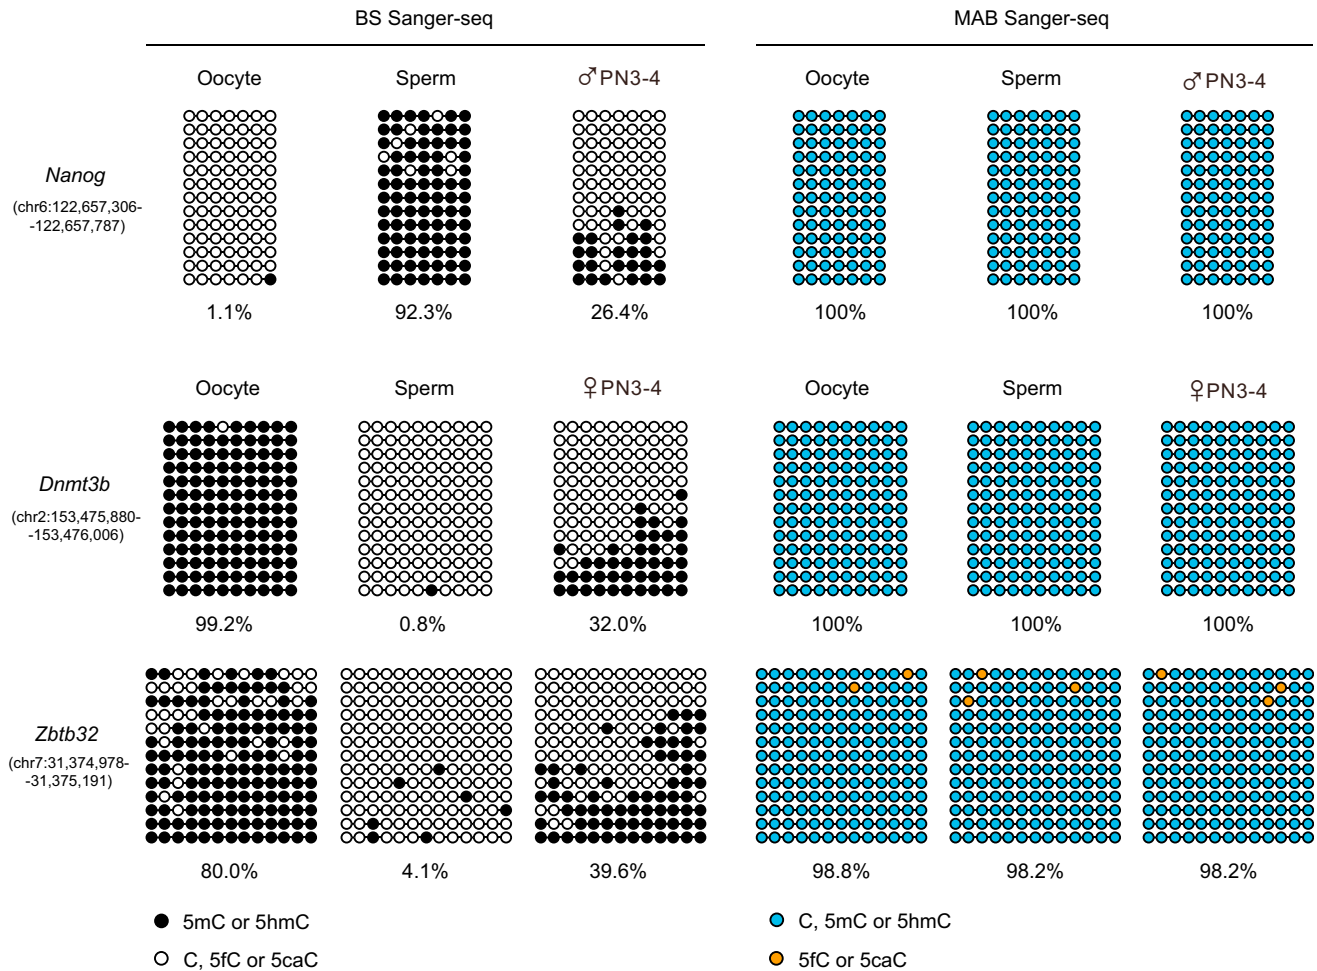 BS Sanger-seq
MAB Sanger-seq
Oocyte
Sperm
♂PN3-4
Oocyte
Sperm
♂PN3-4
Nanog
(chr6:122,657,306-
-122,657,787)
1.1%
92.3%
26.4%
100%
100%
100%
Oocyte
Sperm
♀PN3-4
Oocyte
Sperm
♀PN3-4
Dnmt3b
(chr2:153,475,880-
-153,476,006)
99.2%
0.8%
32.0%
100%
100%
100%
Zbtb32
(chr7:31,374,978-
-31,375,191)
80.0%
4.1%
39.6%
98.8%
98.2%
98.2%
5mC or 5hmC
C, 5mC or 5hmC
C, 5fC or 5caC
5fC or 5caC